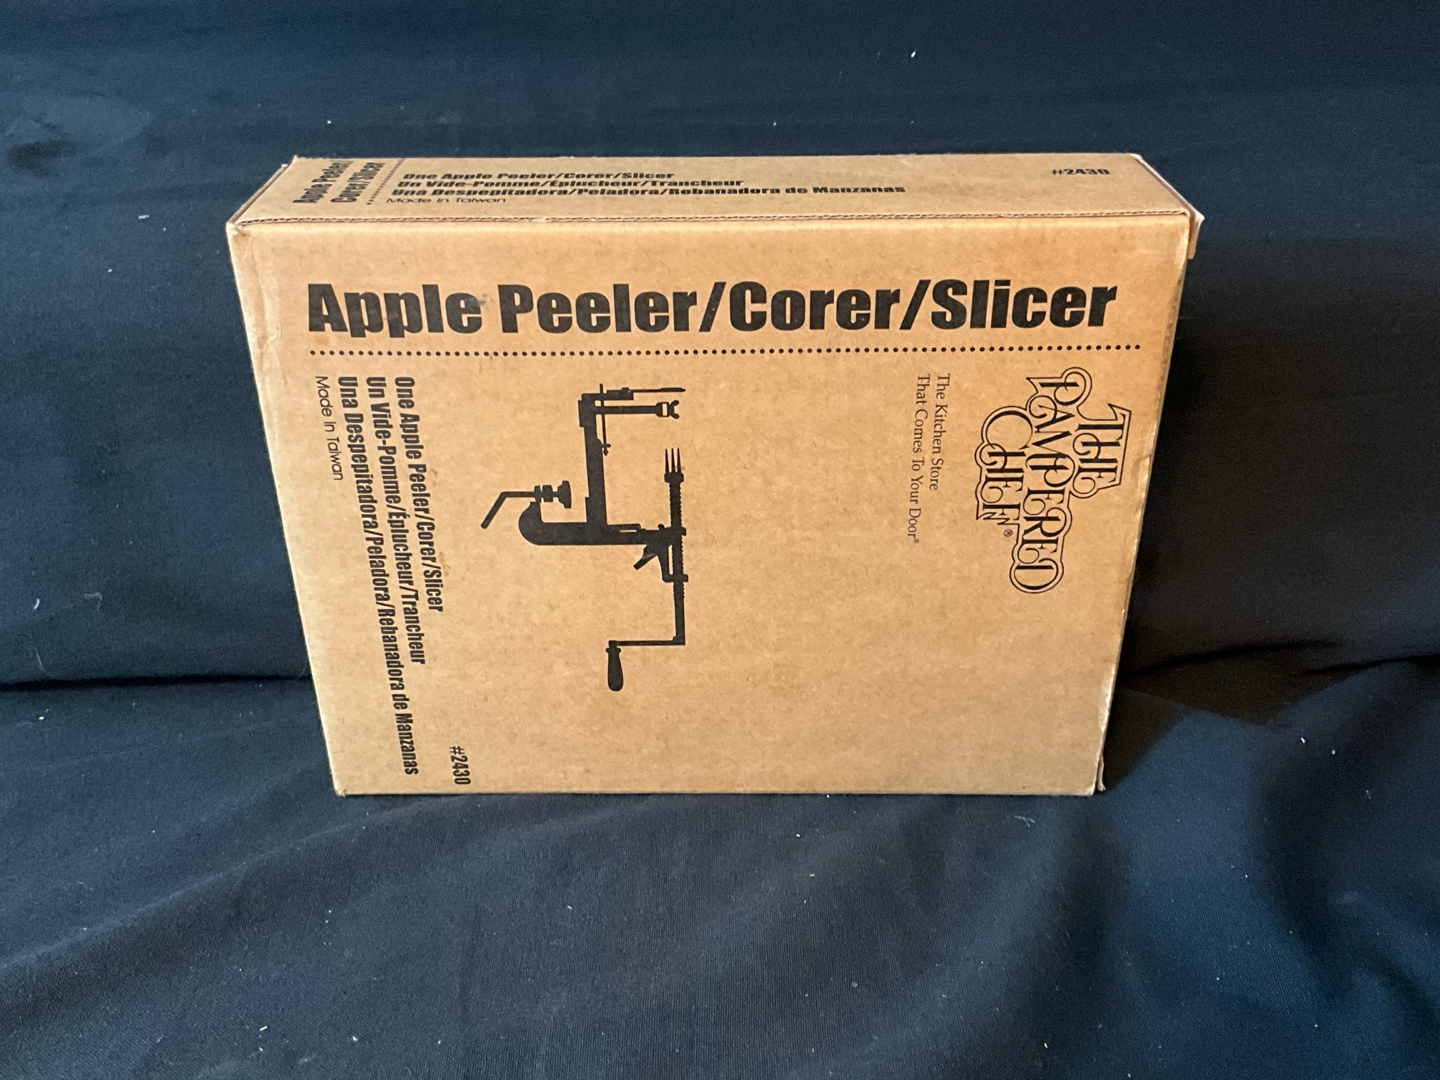 Apple Peeler/
Corer/Slicer
One Apple Peeler/Corer/Slicer
Un Vide-Pomme/Éplucheur/Trancheur
Una Despepitadora/Peladora/Rebanadora de Manzanas
Made in Taiwan
#2430
Apple Peeler/Corer/Slicer
THE
PAMPERED
CHEF®
The Kitchen Store
That Comes To Your Door®
One Apple Peeler/Corer/Slicer
Un Vide-Pomme/Éplucheur/Trancheur
Una Despepitadora/Peladora/Rebanadora de Manzanas
Made in Taiwan
#2430